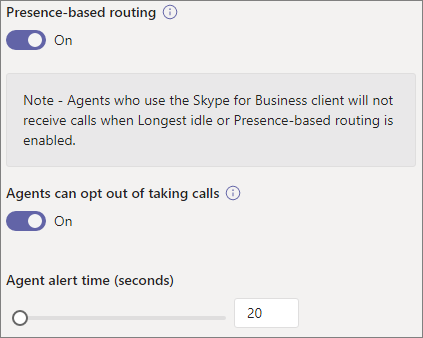 Presence-based routing
On
Note - Agents who use the Skype for Business client will not
receive calls when Longest idle or Presence-based routing is
enabled.
Agents can opt out of taking calls
On
Agent alert time (seconds)
20